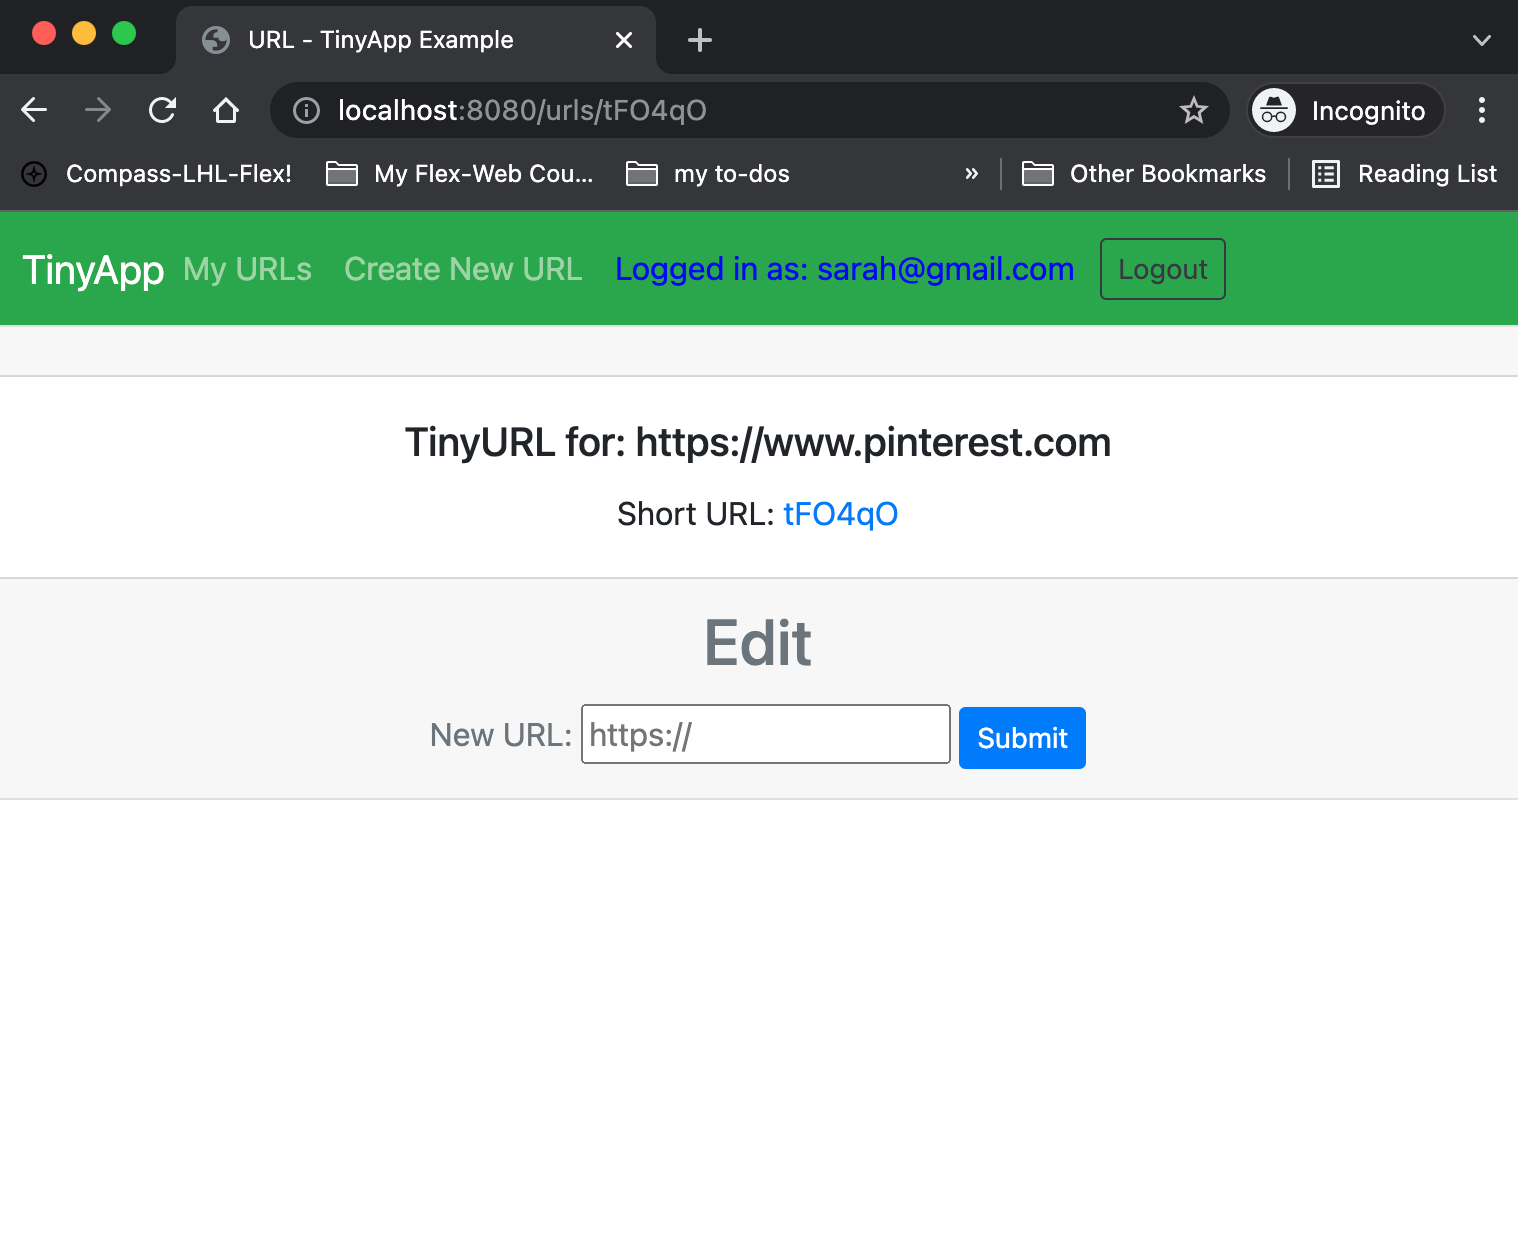 URL - TinyApp Example
localhost:8080/urls/tFO4qO
Incognito
Compass-LHL-Flex! My Flex-Web Cou... my to-dos » Other Bookmarks Reading List
TinyApp My URLs Create New URL Logged in as: sarah@gmail.com Logout
TinyURL for: https://www.pinterest.com
Short URL: tFO4qO
Edit
New URL: https:// Submit